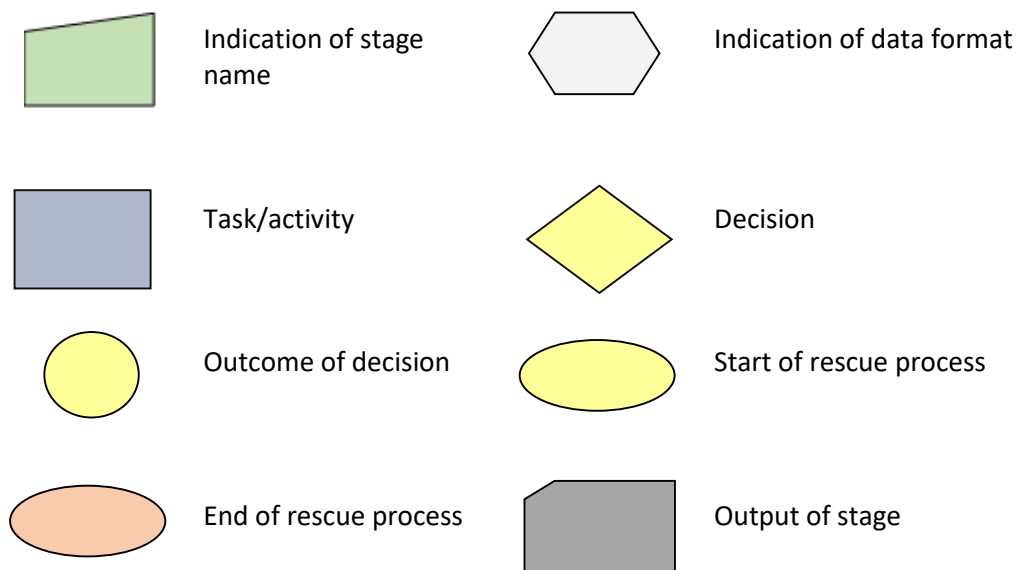 Indication of stage
name
Indication of data format
Task/activity
Decision
Outcome of decision
Start of rescue process
End of rescue process
Output of stage